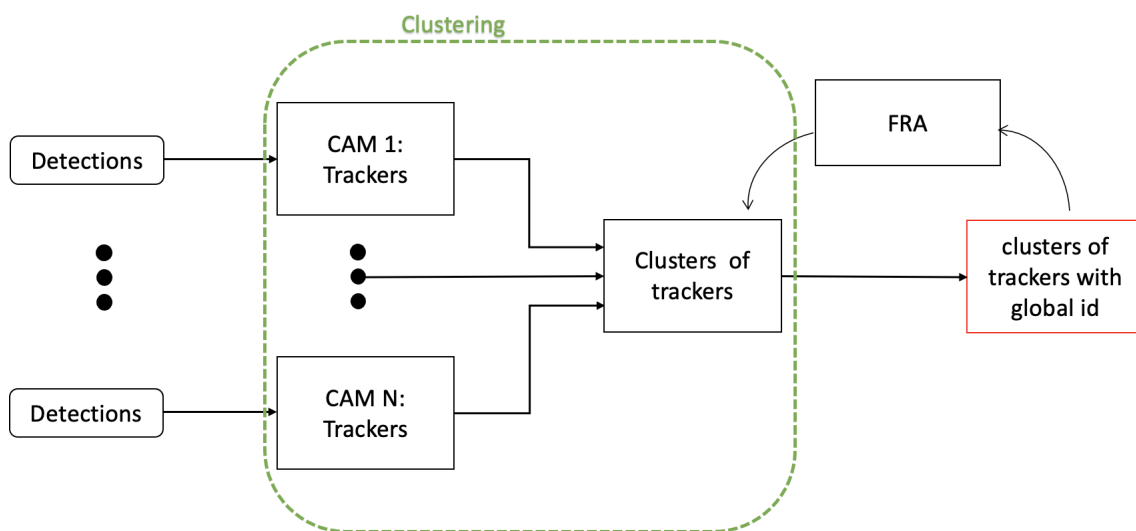 Clustering
Detections
CAM 1:
Trackers
FRA
Clusters of
trackers
clusters of
trackers with
global id
Detections
CAM N:
Trackers